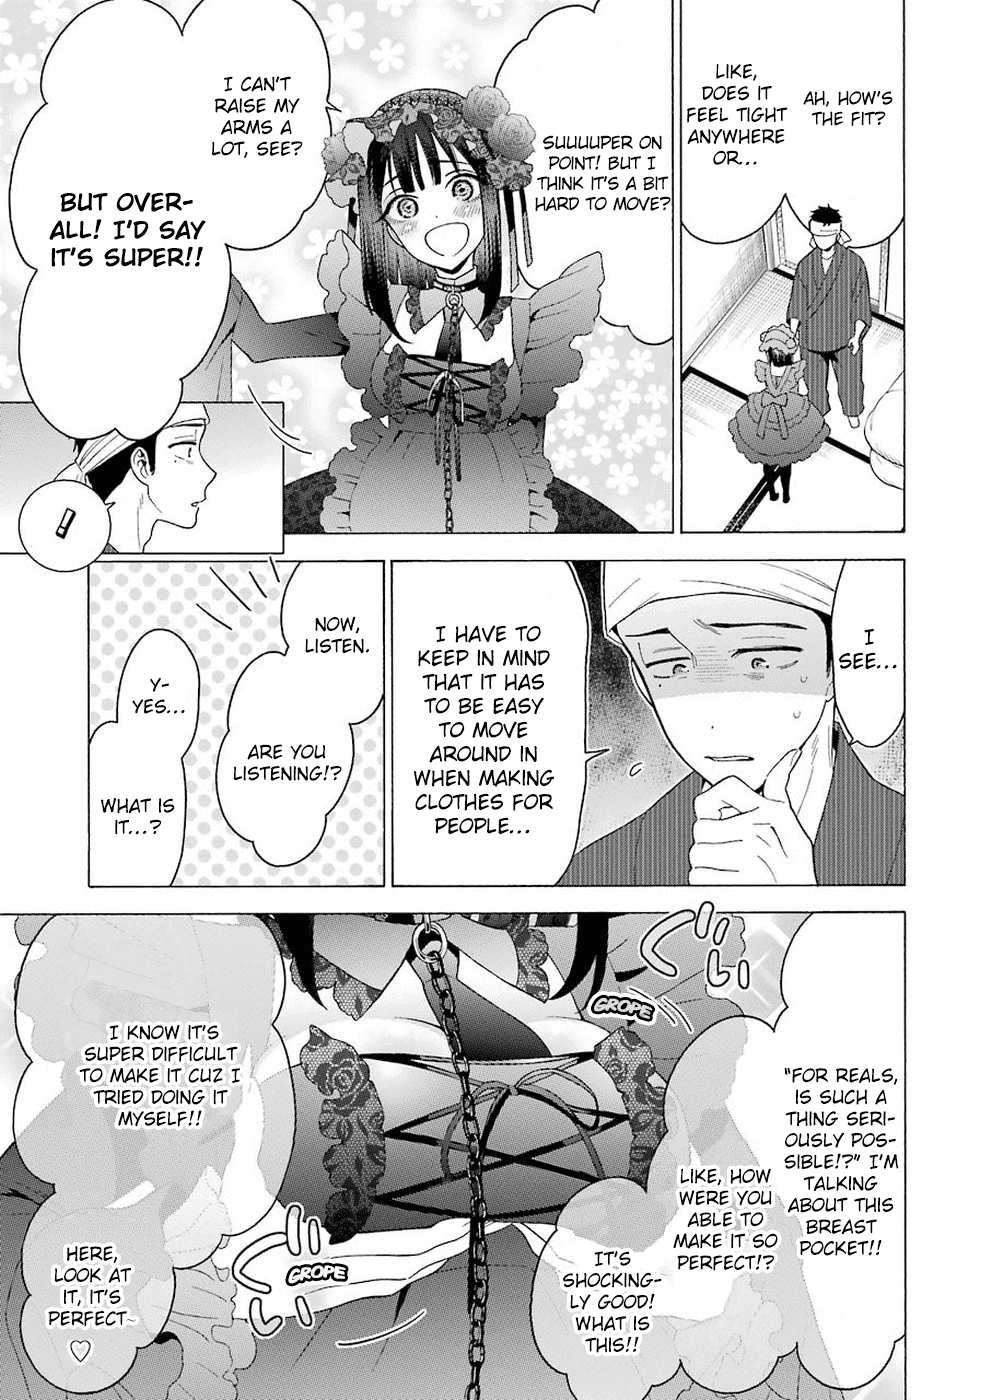 AH, HOW'S
THE FIT?
LIKE,
DOES IT
FEEL TIGHT
ANYWHERE
OR...
SUUUUPER ON
POINT! BUT I
THINK IT'S A BIT
HARD TO MOVE?
I CAN'T
RAISE MY
ARMS A
LOT, SEE?
BUT OVER-
ALL! I'D SAY
IT'S SUPER!!
!
I
SEE...
I HAVE TO
KEEP IN MIND
THAT IT HAS
TO BE EASY
TO MOVE
AROUND IN
WHEN MAKING
CLOTHES FOR
PEOPLE...
NOW,
LISTEN.
ARE YOU
LISTENING!?
Y-
YES...
WHAT IS
IT...?
"FOR REALS,
IS SUCH A
THING SERI-
OUSLY POS-
SIBLE!?" I'M
TALKING
ABOUT THIS
BREAST
POCKET!!
LIKE, HOW
WERE YOU
ABLE TO
MAKE IT SO
PERFECT!?
IT'S
SHOCKING-
LY GOOD!
WHAT IS
THIS!!
GROPE
GROPE
I KNOW IT'S
SUPER DIFFICULT
TO MAKE IT CUZ I
TRIED DOING IT
MYSELF!!
HERE,
LOOK AT
IT, IT'S
PERFECT~
♡